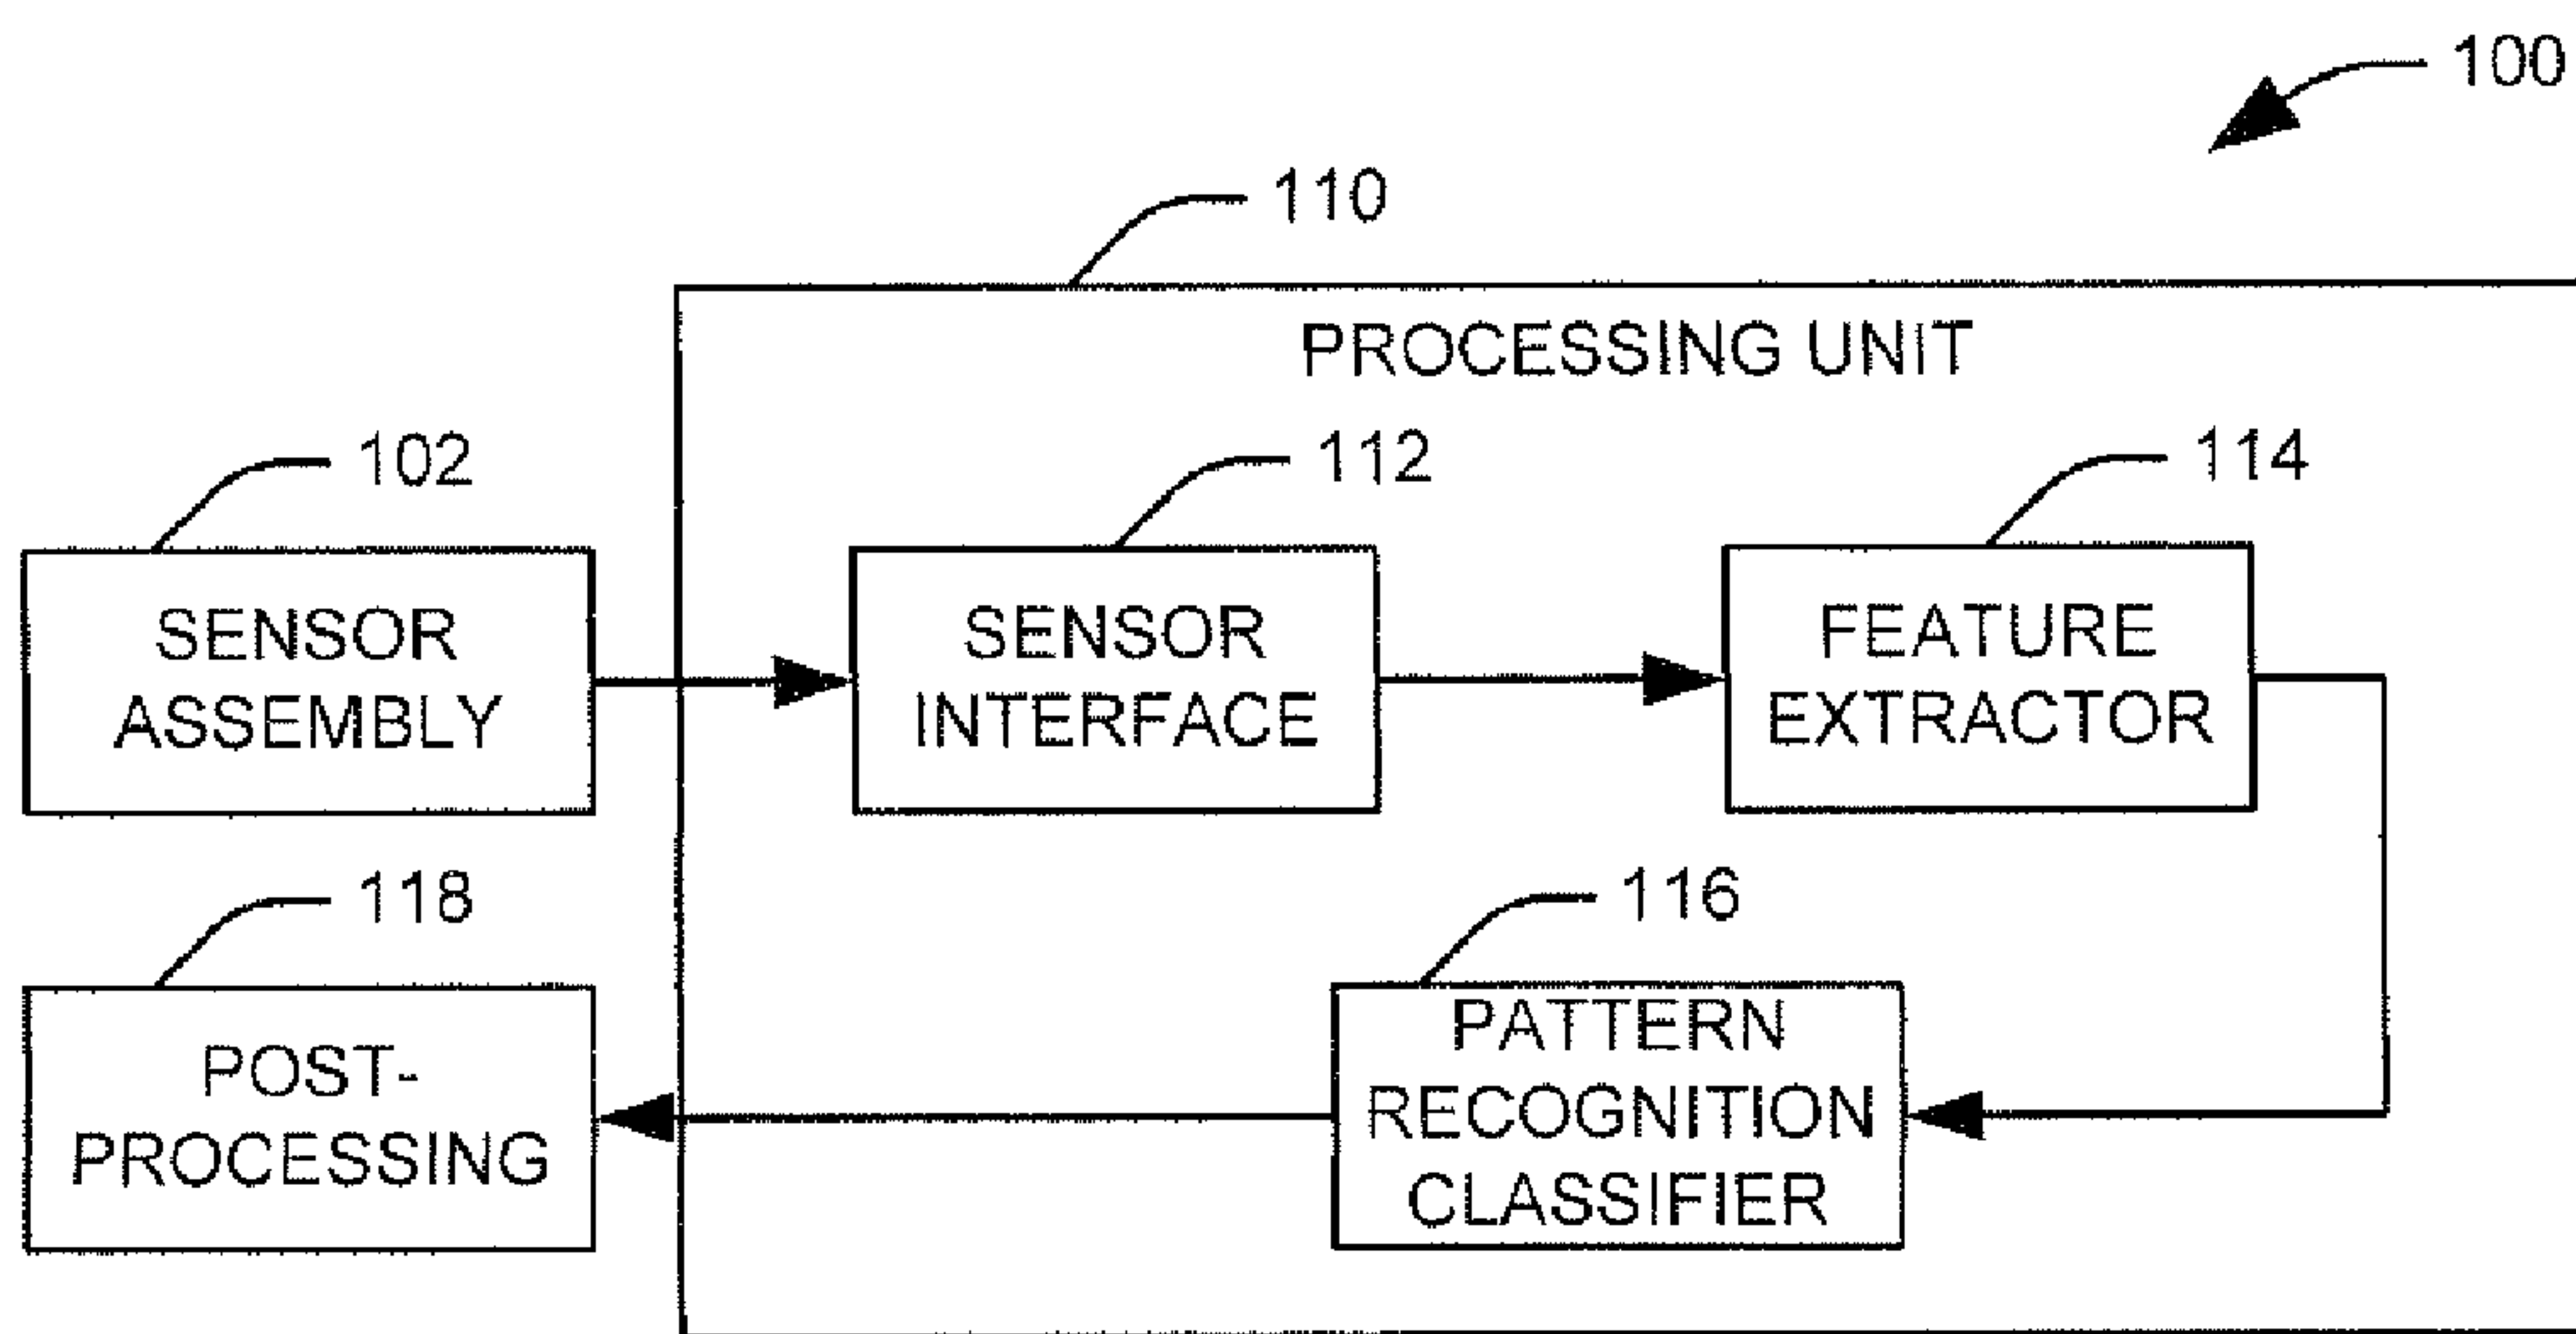 100
110
PROCESSING UNIT
102
112
114
SENSOR
ASSEMBLY
SENSOR
INTERFACE
FEATURE
EXTRACTOR
118
116
POST-
PROCESSING
PATTERN
RECOGNITION
CLASSIFIER